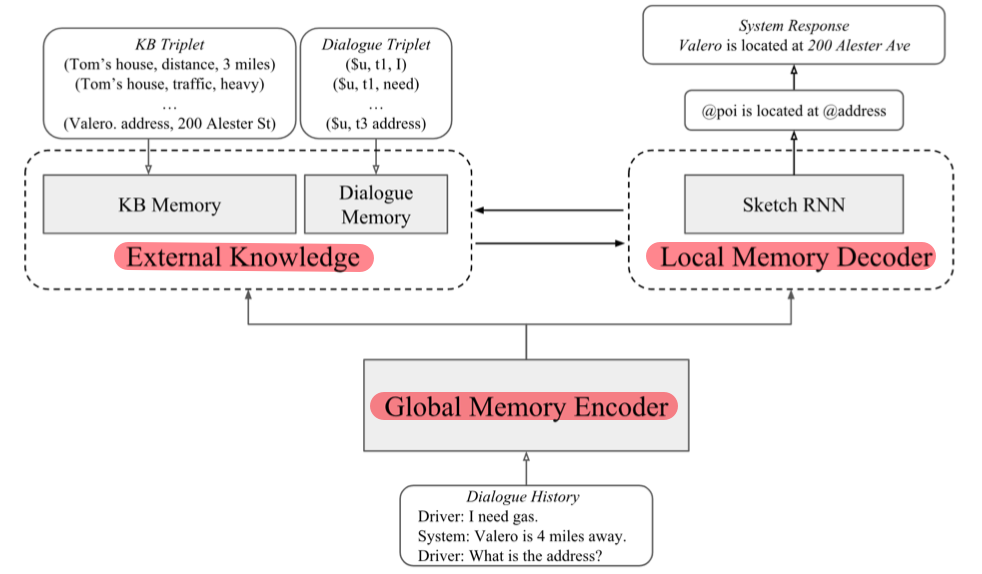 KB Triplet
(Tom's house, distance, 3 miles)
(Tom's house, traffic, heavy)
...
(Valero. address, 200 Alester St)
Dialogue Triplet
($u, t1, I)
($u, t1, need)
...
($u, t3 address)
System Response
Valero is located at 200 Alester Ave
@poi is located at @address
KB Memory
Dialogue
Memory
External Knowledge
Sketch RNN
Local Memory Decoder
Global Memory Encoder
Dialogue History
Driver: I need gas.
System: Valero is 4 miles away.
Driver: What is the address?